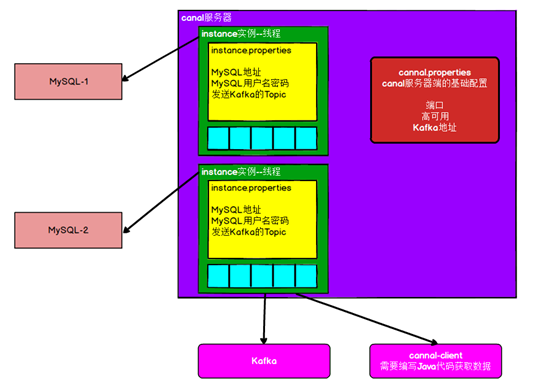 canal服务器
instance实例--线程
instance.properties
MySQL地址
MySQL用户名密码
发送Kafka的Topic
cannal.properties
canal服务器端的基础配置
端口
高可用
Kafka地址
MySQL-1
instance实例--线程
instance.properties
MySQL地址
MySQL用户名密码
发送Kafka的Topic
MySQL-2
Kafka
cannal-client
需要编写Java代码获取数据